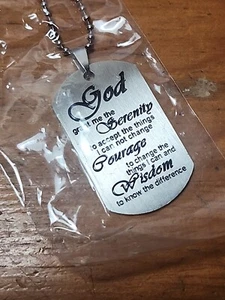 God
grant me the
Serenity
to accept the things
I can not change
Courage
to change the
things I can and
Wisdom
to know the difference